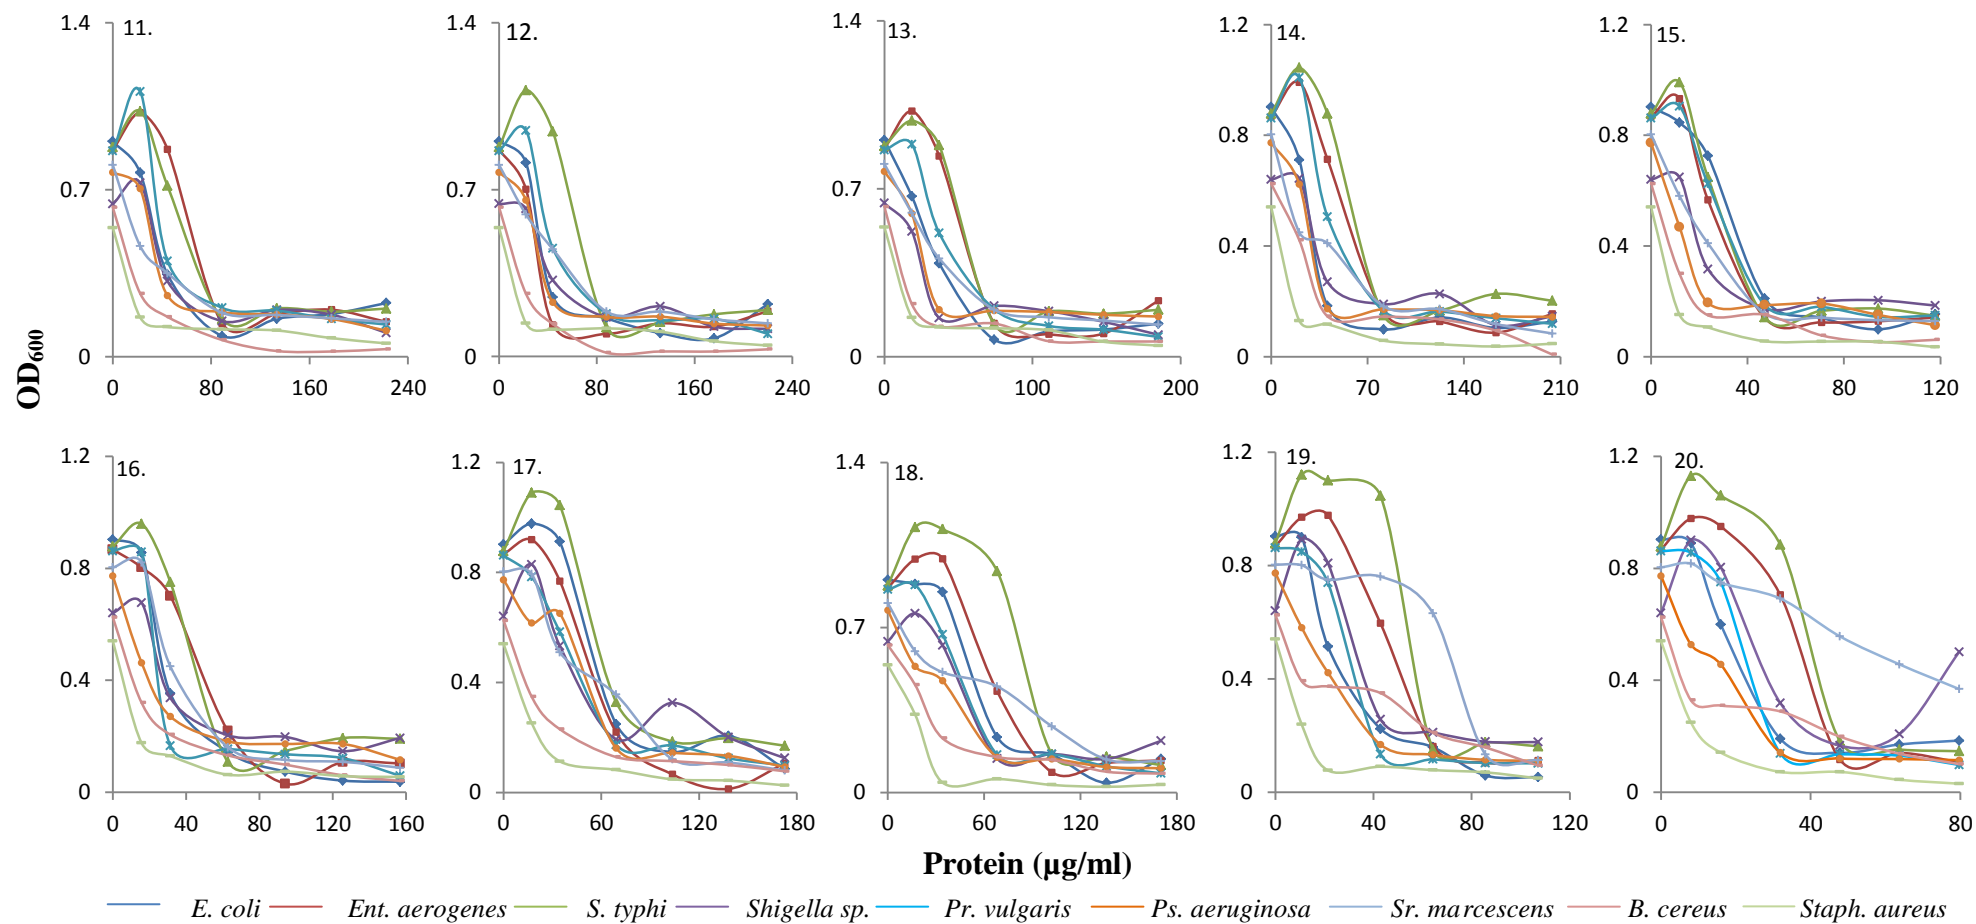 11. 12. 13. 14. 15.
1.4 1.4 1.4 1.2 1.2
0.7 0.7 0.7 0.8 0.8
0.4 0.4
0 0 0 0 0
0 80 160 240 0 80 160 240 0 100 200 0 70 140 210 0 40 80 120
OD600
16. 17. 18. 19. 20.
1.2 1.2 1.4 1.2 1.2
0.8 0.8 0.7 0.8 0.8
0.4 0.4 0.4 0.4
0 0 0 0 0
0 40 80 120 160 0 60 120 180 0 60 120 180 0 40 80 120 0 40 80
Protein (µg/ml)
E. coli Ent. aerogenes S. typhi Shigella sp. Pr. vulgaris Ps. aeruginosa Sr. marcescens B. cereus Staph. aureus